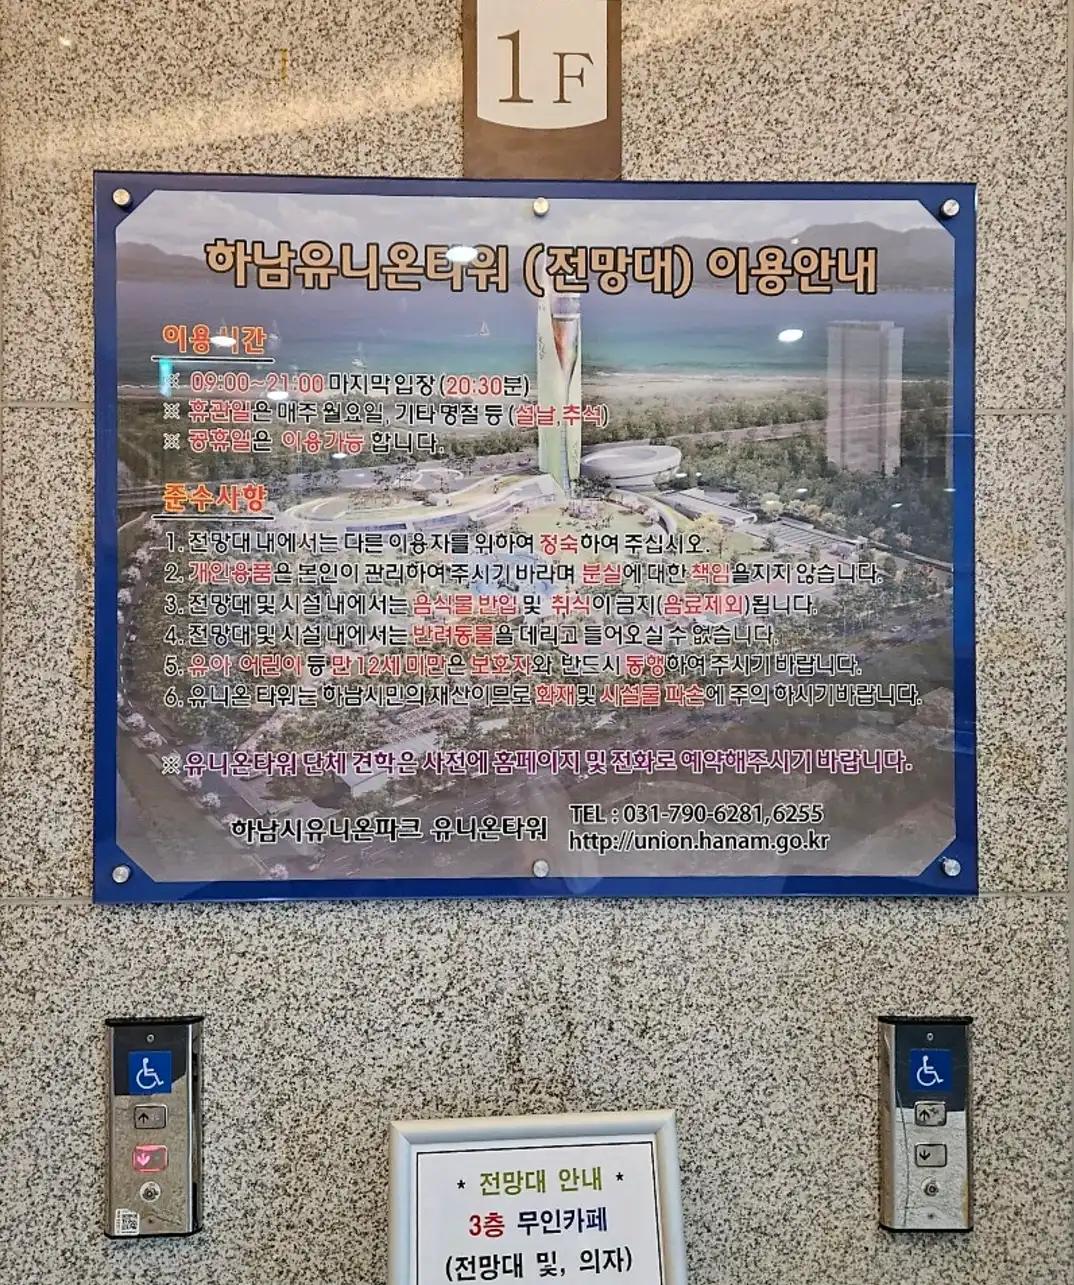 1F
하남유니온타워 (전망대) 이용안내
이용시간
※ 09:00~21:00 마지막입장(20:30분)
※ 휴관일은 매주 월요일, 기타 명절 등 (설날,추석)
※ 공휴일은 이용가능 합니다.
준수사항
1. 전망대 내에서는 다른 이용자를 위하여 정숙하여 주십시오.
2. 개인용품은 본인이 관리하여주시기 바라며 분실에 대한 책임을지지 않습니다.
3. 전망대 및 시설 내에서는 음식물 반입 및 취식이 금지(음료제외)됩니다.
4. 전망대 및 시설 내에서는 반려동물을 데리고 들어오실 수 없습니다.
5. 유아 어린이 등 만 12세 미만은 보호자와 반드시 동행하여 주시기 바랍니다.
6. 유니온 타워는 하남시민의 재산이므로 화재및 시설물 파손에 주의 하시기바랍니다.
※유니온타워 단체 견학은 사전에 홈페이지 및 전화로 예약해주시기 바랍니다.
하남시유니온파크 유니온타워
TEL : 031-790-6281,6255
http://union.hanam.go.kr
* 전망대 안내 *
3층 무인카페
(전망대 및, 의자)